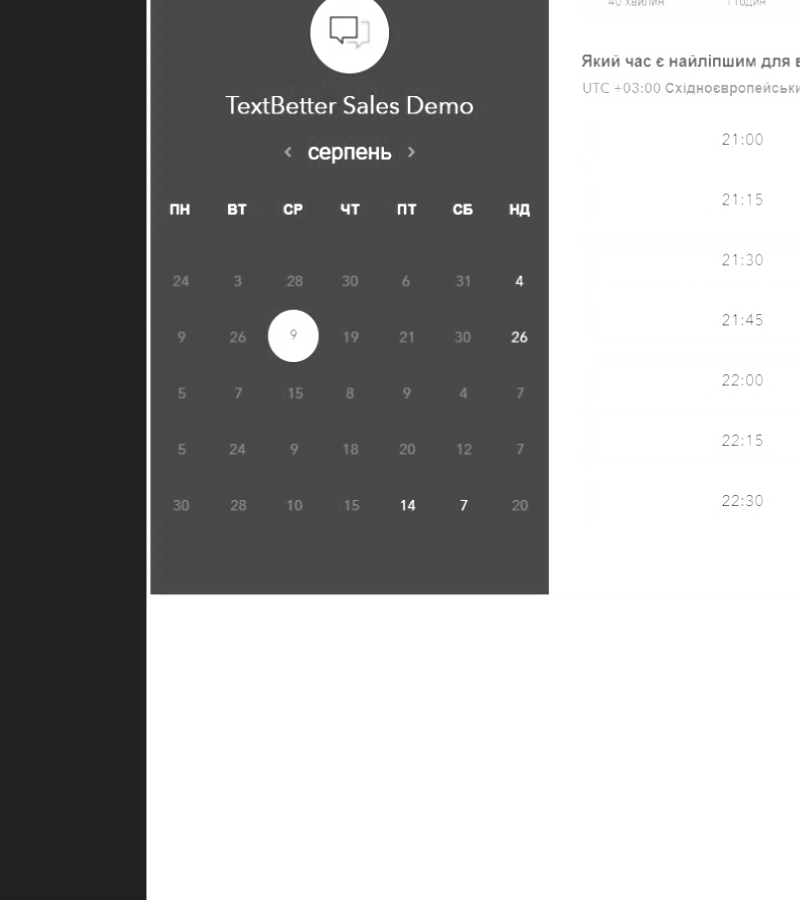 40 хвилин 1 годин
TextBetter Sales Demo
< серпень >
ПН ВТ СР ЧТ ПТ СБ НД
24 3 28 30 6 31 4
9 26 9 19 21 30 26
5 7 15 8 9 4 7
5 24 9 18 20 12 7
30 28 10 15 14 7 20
Який час є найліпшим для в
UTC +03:00 Східноєвропейськи
21:00
21:15
21:30
21:45
22:00
22:15
22:30